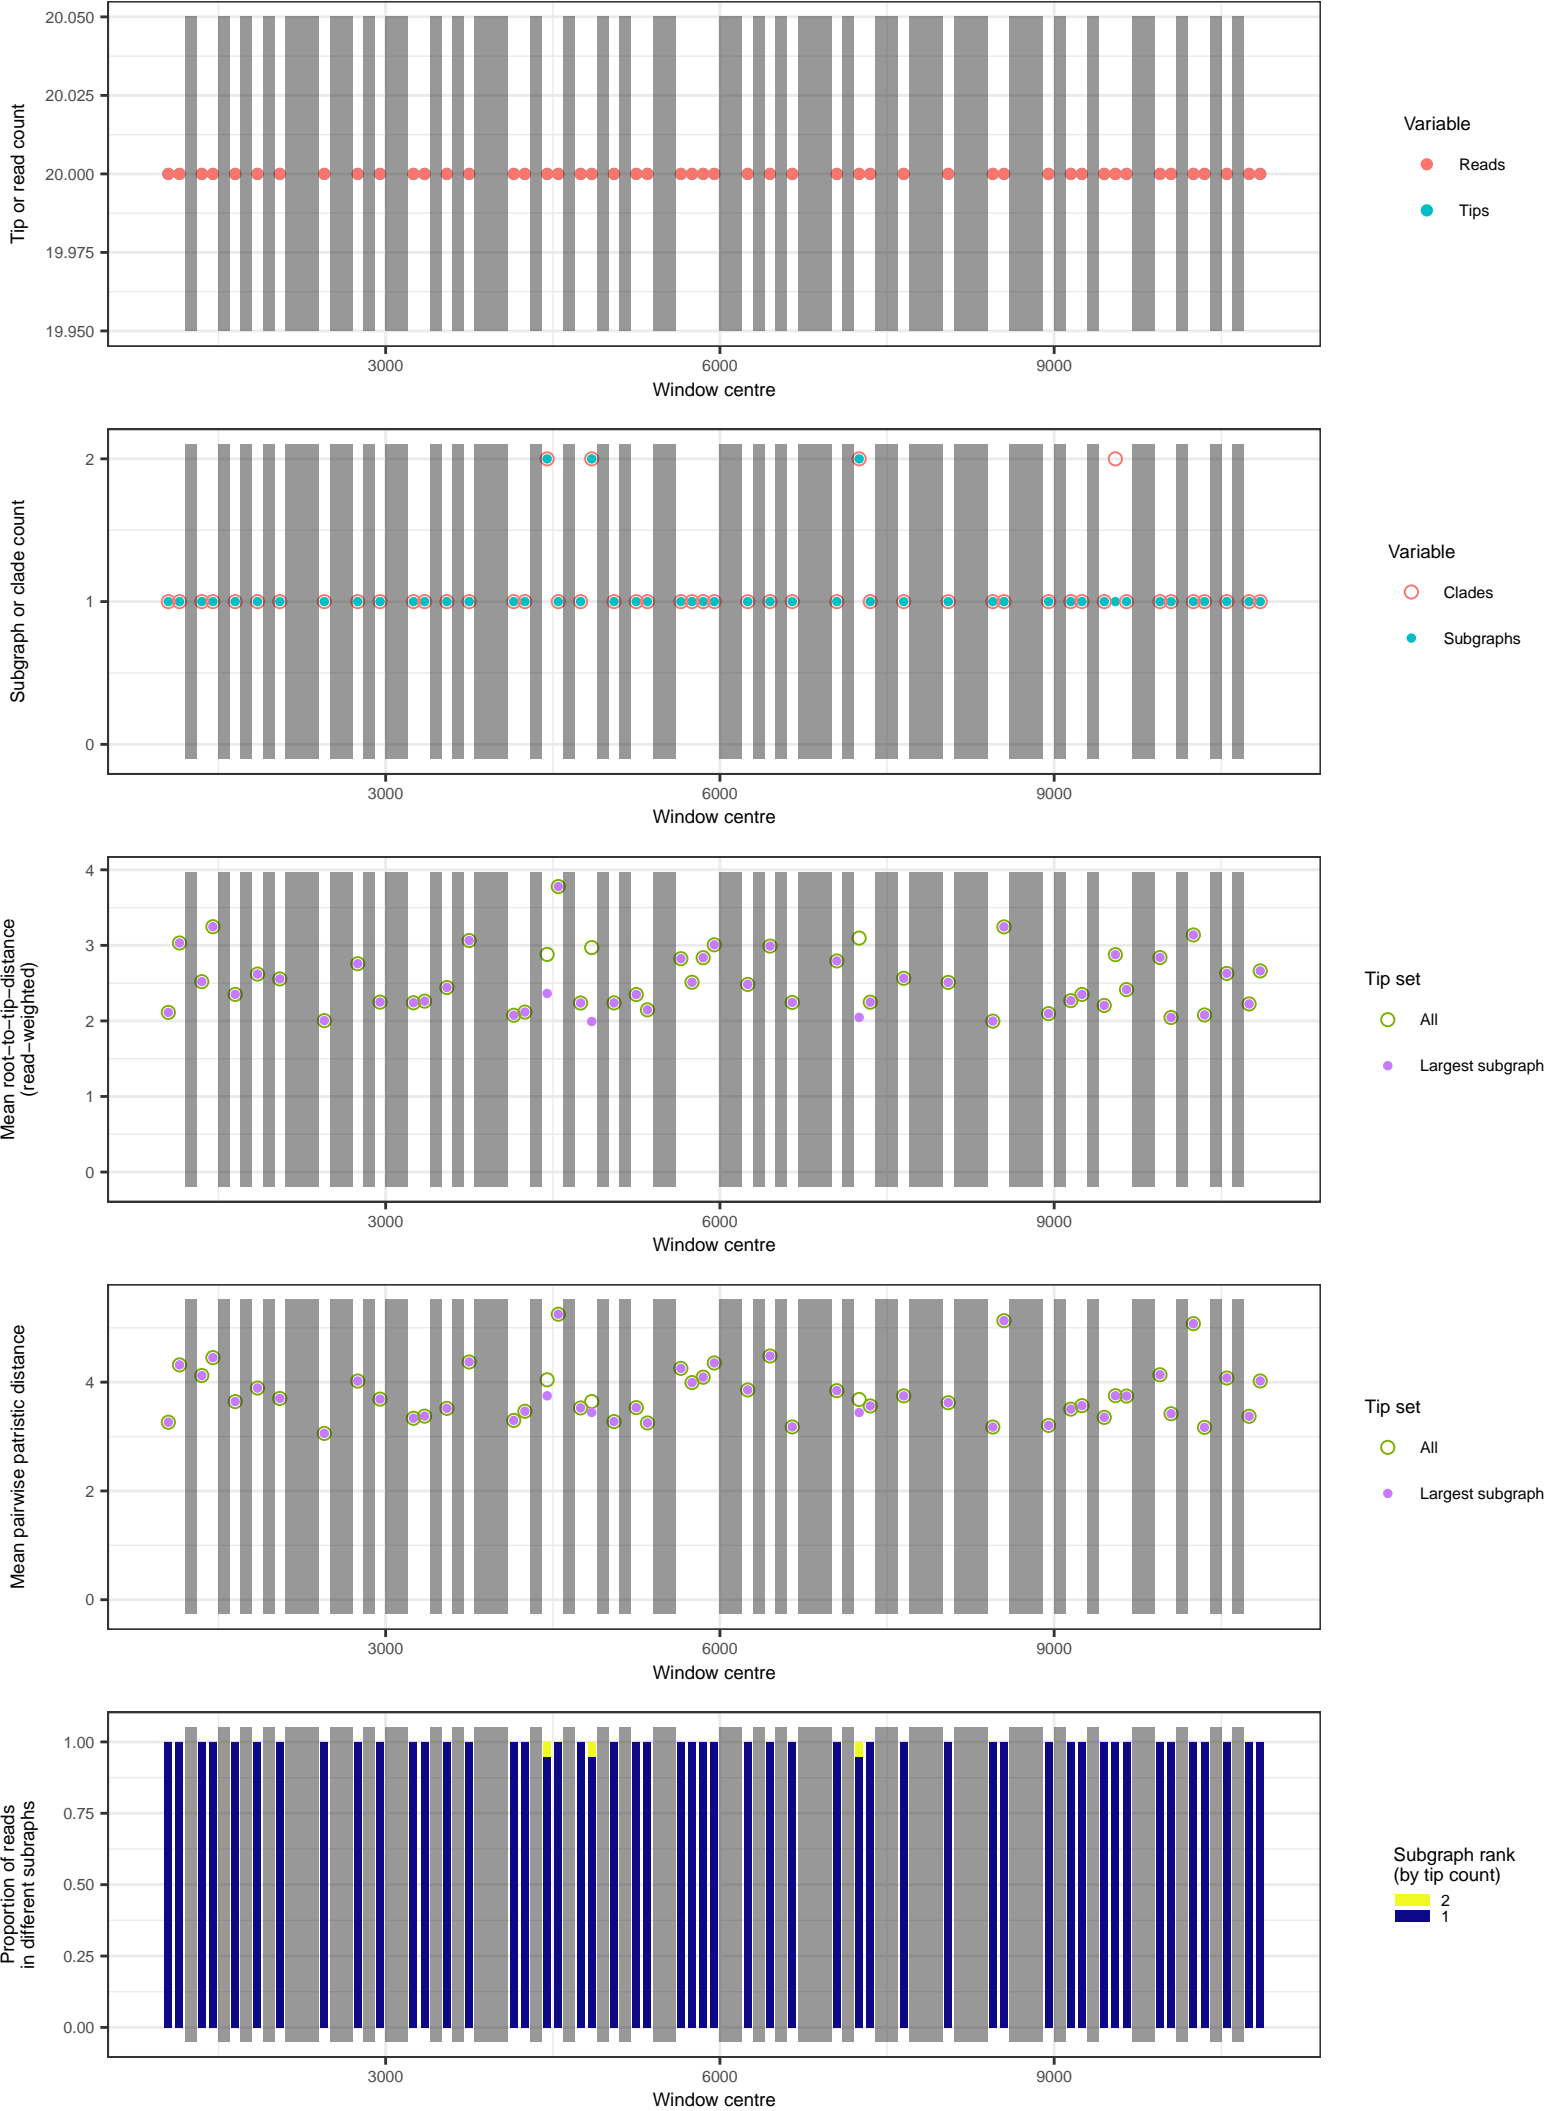 20.050
20.025
20.000
19.975
19.950
Tip or read count
3000 6000 9000
Window centre
Variable
Reads
Tips
2
1
0
Subgraph or clade count
3000 6000 9000
Window centre
Variable
Clades
Subgraphs
4
3
2
1
0
Mean root−to−tip−distance
(read−weighted)
3000 6000 9000
Window centre
Tip set
All
Largest subgraph
4
2
0
Mean pairwise patristic distance
3000 6000 9000
Window centre
Tip set
All
Largest subgraph
1.00
0.75
0.50
0.25
0.00
Proportion of reads
in different subraphs
3000 6000 9000
Window centre
Subgraph rank
(by tip count)
2
1